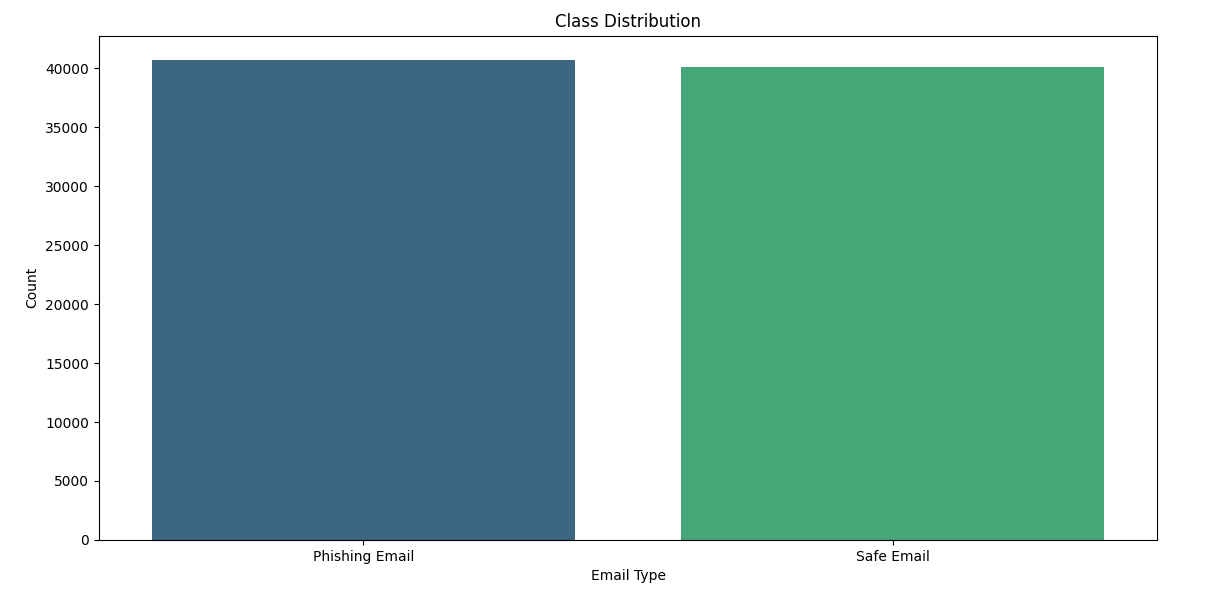 Class Distribution
Count
40000
35000
30000
25000
20000
15000
10000
5000
0
Phishing Email
Safe Email
Email Type